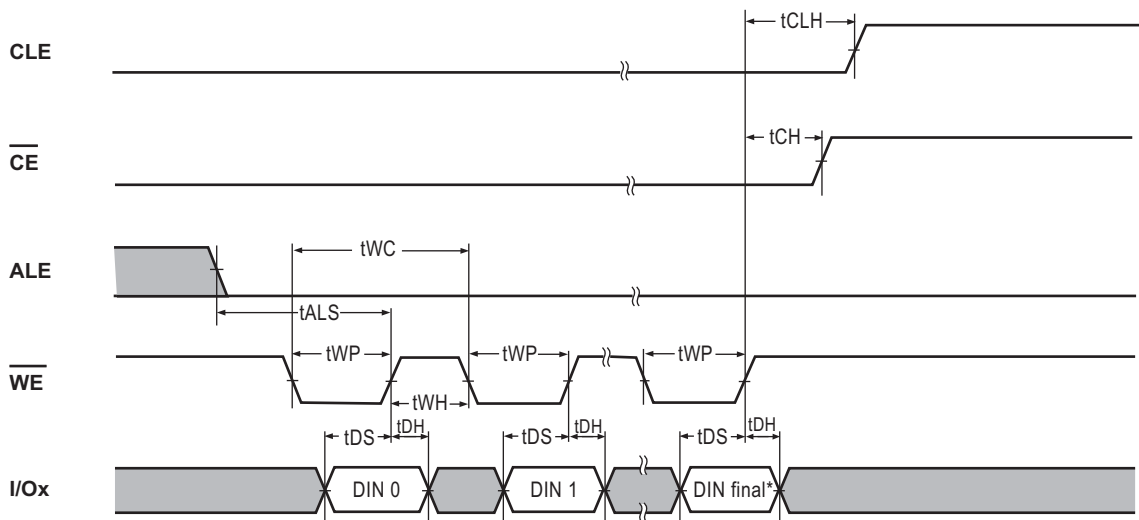 tCLH
CLE
tCH
CE
tWC
ALE
tALS
tWP
tWP
tWP
WE
tWH
tDS
tDH
tDS
tDH
tDS
tDH
I/Ox
DIN 0
DIN 1
DIN final*